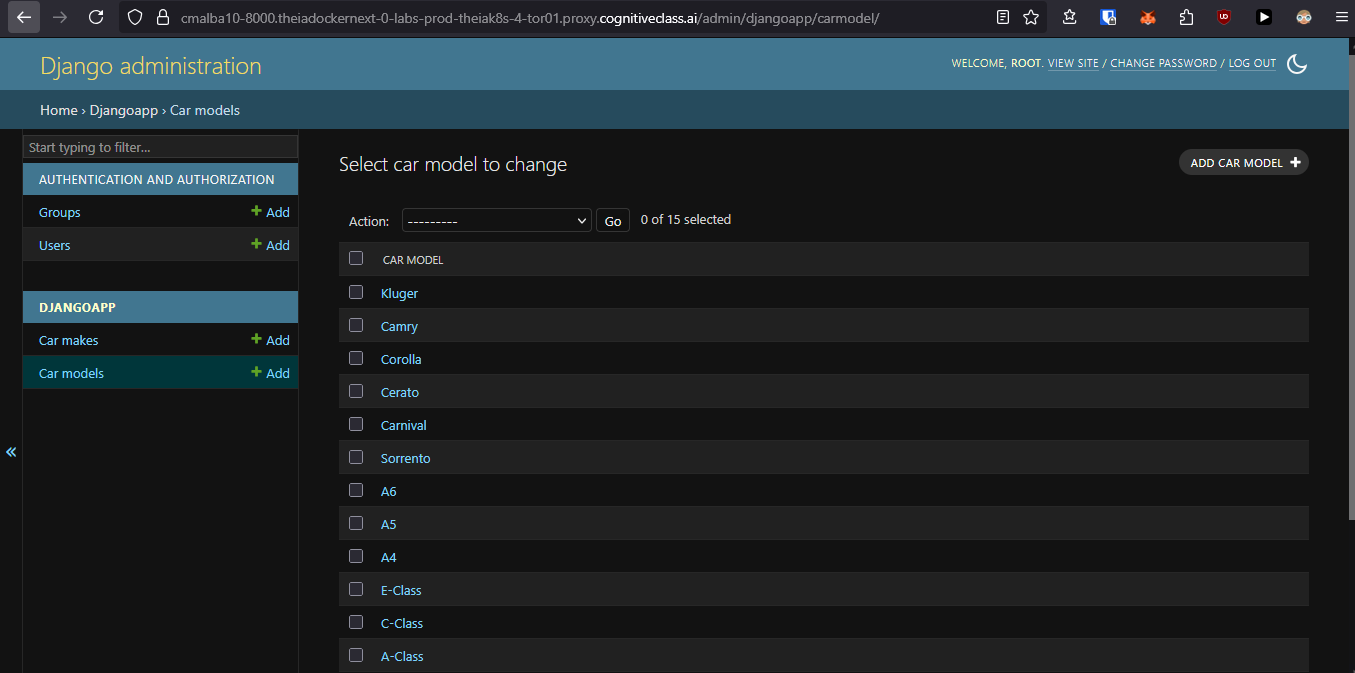 cmalba10-8000.theiadockernext-0-labs-prod-theiak8s-4-tor01.proxy.cognitiveclass.ai/admin/djangoapp/carmodel/
Django administration
WELCOME, ROOT. VIEW SITE / CHANGE PASSWORD / LOG OUT
Home › Djangoapp › Car models
Start typing to filter...
AUTHENTICATION AND AUTHORIZATION
Groups + Add
Users + Add
DJANGOAPP
Car makes + Add
Car models + Add
«
Select car model to change
ADD CAR MODEL +
Action: --------- Go 0 of 15 selected
CAR MODEL
Kluger
Camry
Corolla
Cerato
Carnival
Sorrento
A6
A5
A4
E-Class
C-Class
A-Class